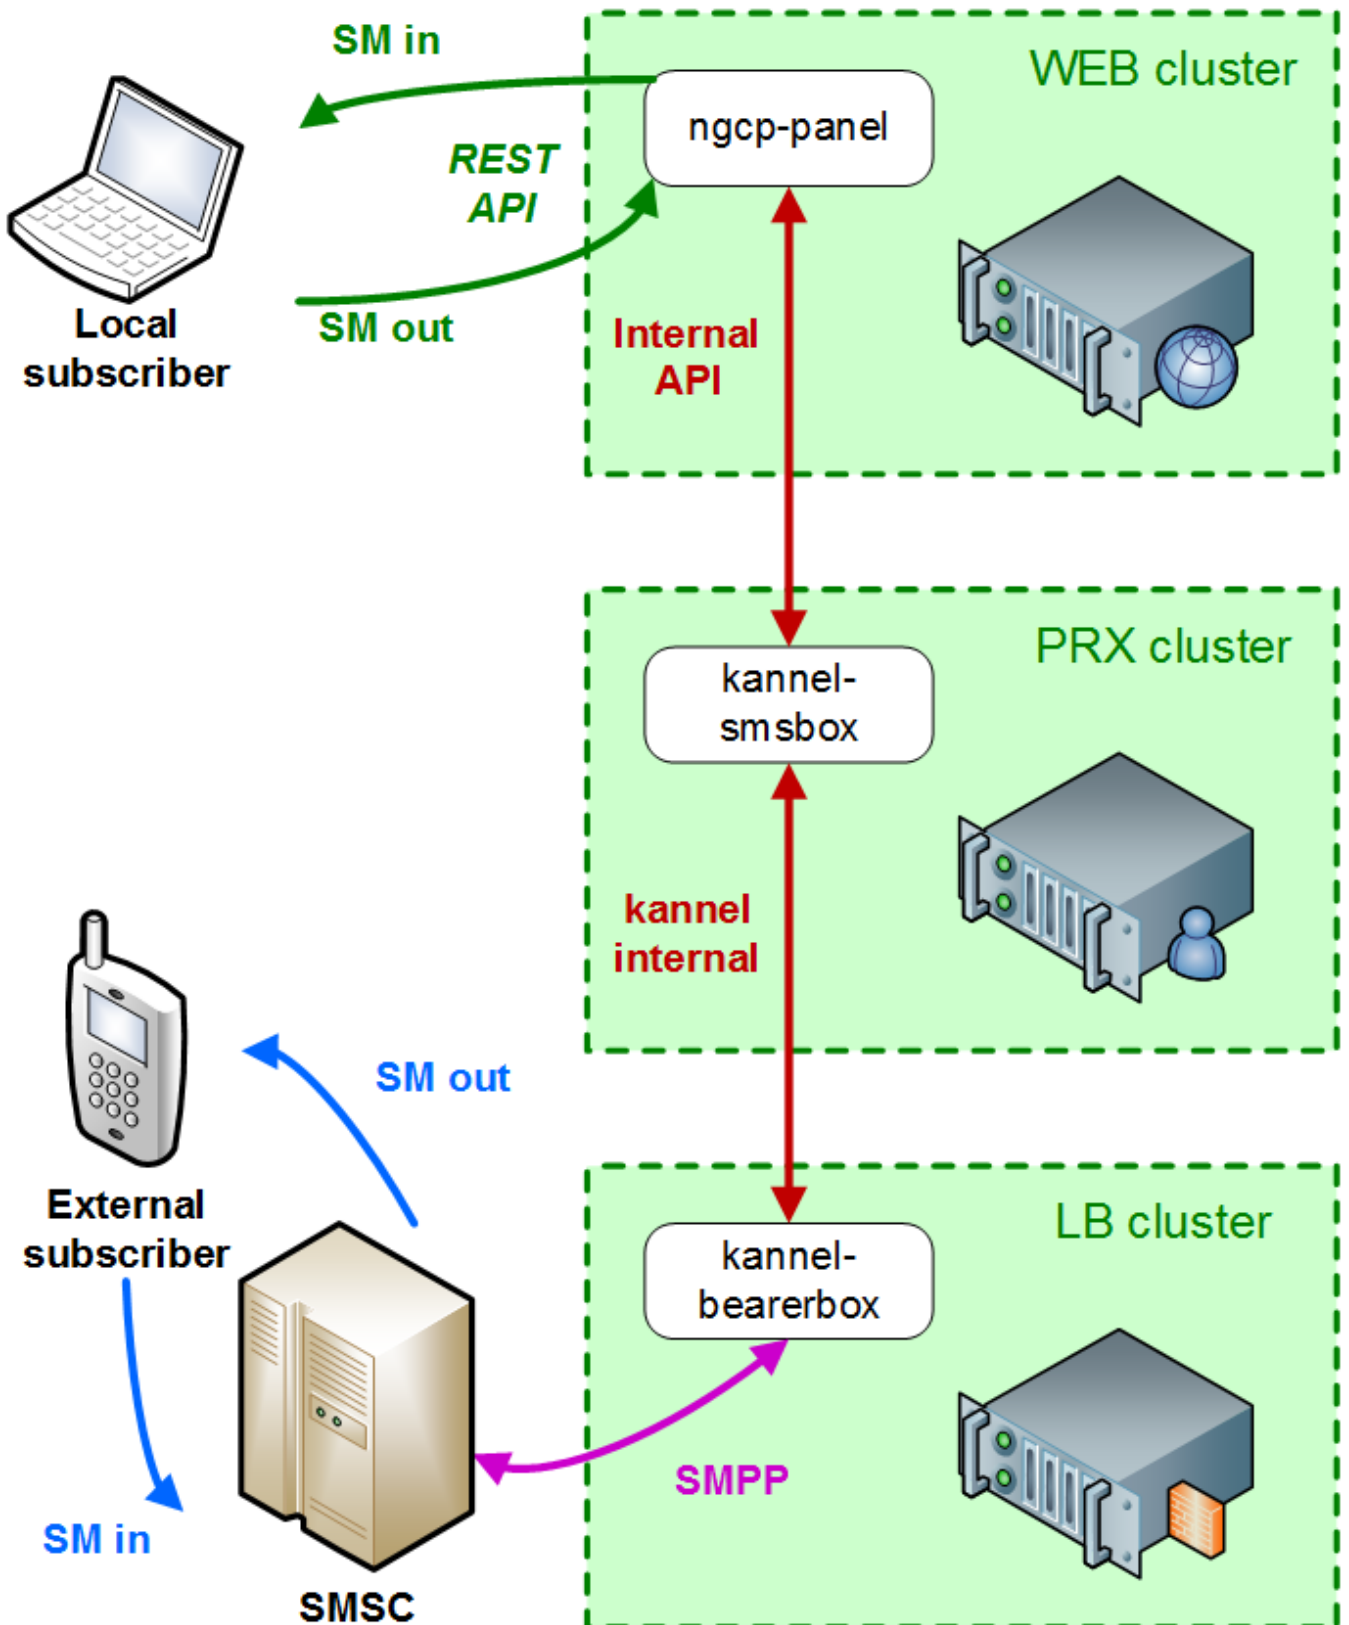 SM in
WEB cluster
ngcp-panel
REST
API
SM out
Local
subscriber
Internal
API
PRX cluster
kannel-
smsbox
kannel
internal
SM out
External
subscriber
LB cluster
kannel-
bearerbox
SMPP
SM in
SMSC